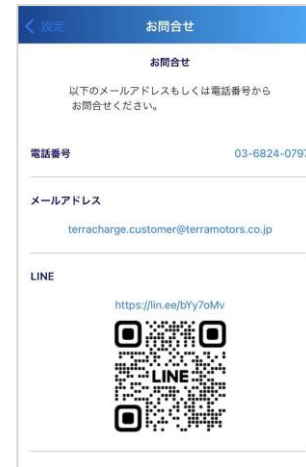 設定
お問合せ
お問合せ
以下のメールアドレスもしくは電話番号から
お問合せください。
電話番号
03-6824-0797
メールアドレス
terracharge.customer@terramotors.co.jp
LINE
https://lin.ee/bYy7oMv
LINE